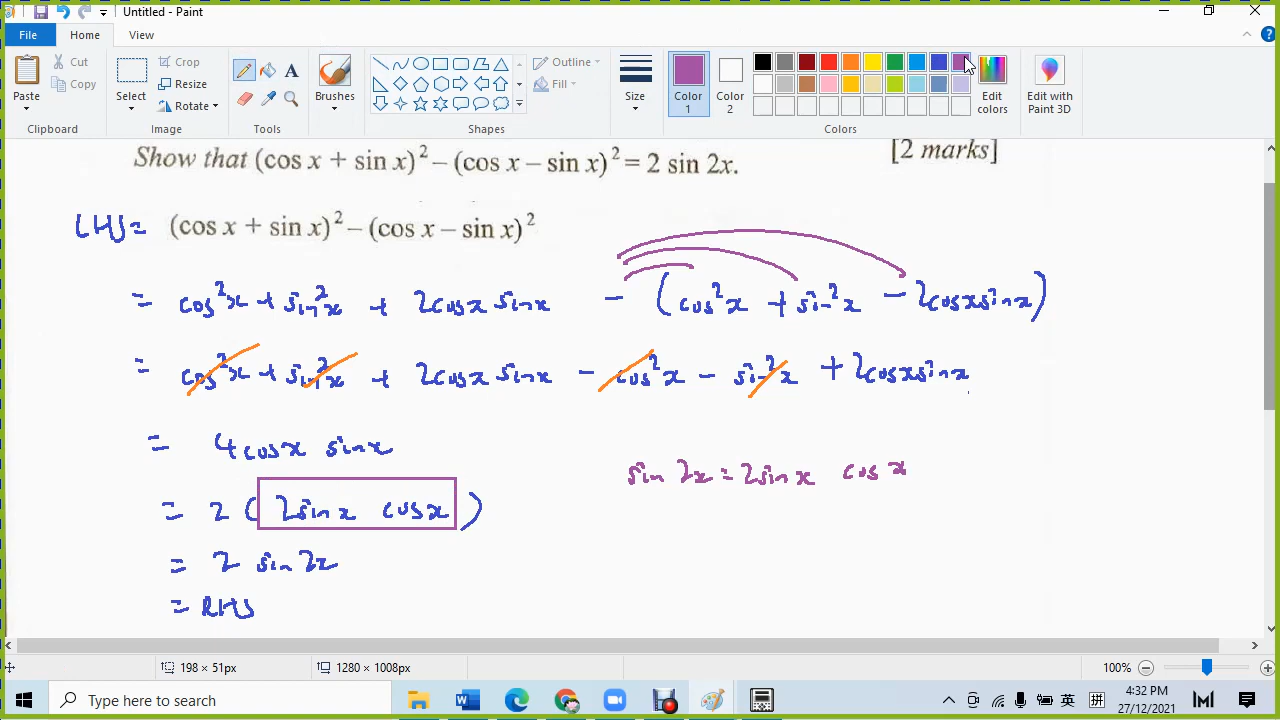 Untitled - Paint
File Home View
Paste Cut Copy Clipboard
Select Crop Resize Rotate Image
A Tools
Brushes
Outline Fill Shapes
Size
Color 1 Color 2 Edit colors Colors
Edit with Paint 3D
Show that (cos x + sin x)² − (cos x − sin x)² = 2 sin 2x. [2 marks]
LHS = (cos x + sin x)² − (cos x − sin x)²
= cos²x + sin²x + 2cosx sinx − (cos²x + sin²x − 2cosxsinx)
= cos²x + sin²x + 2cosx sinx − cos²x − sin²x + 2cosxsinx
= 4cosx sinx
sin 2x = 2sinx cosx
= 2 (2sinx cosx)
= 2 sin2x
= RHS
198 × 51px 1280 × 1008px 100%
Type here to search 英 拼 4:32 PM
27/12/2021